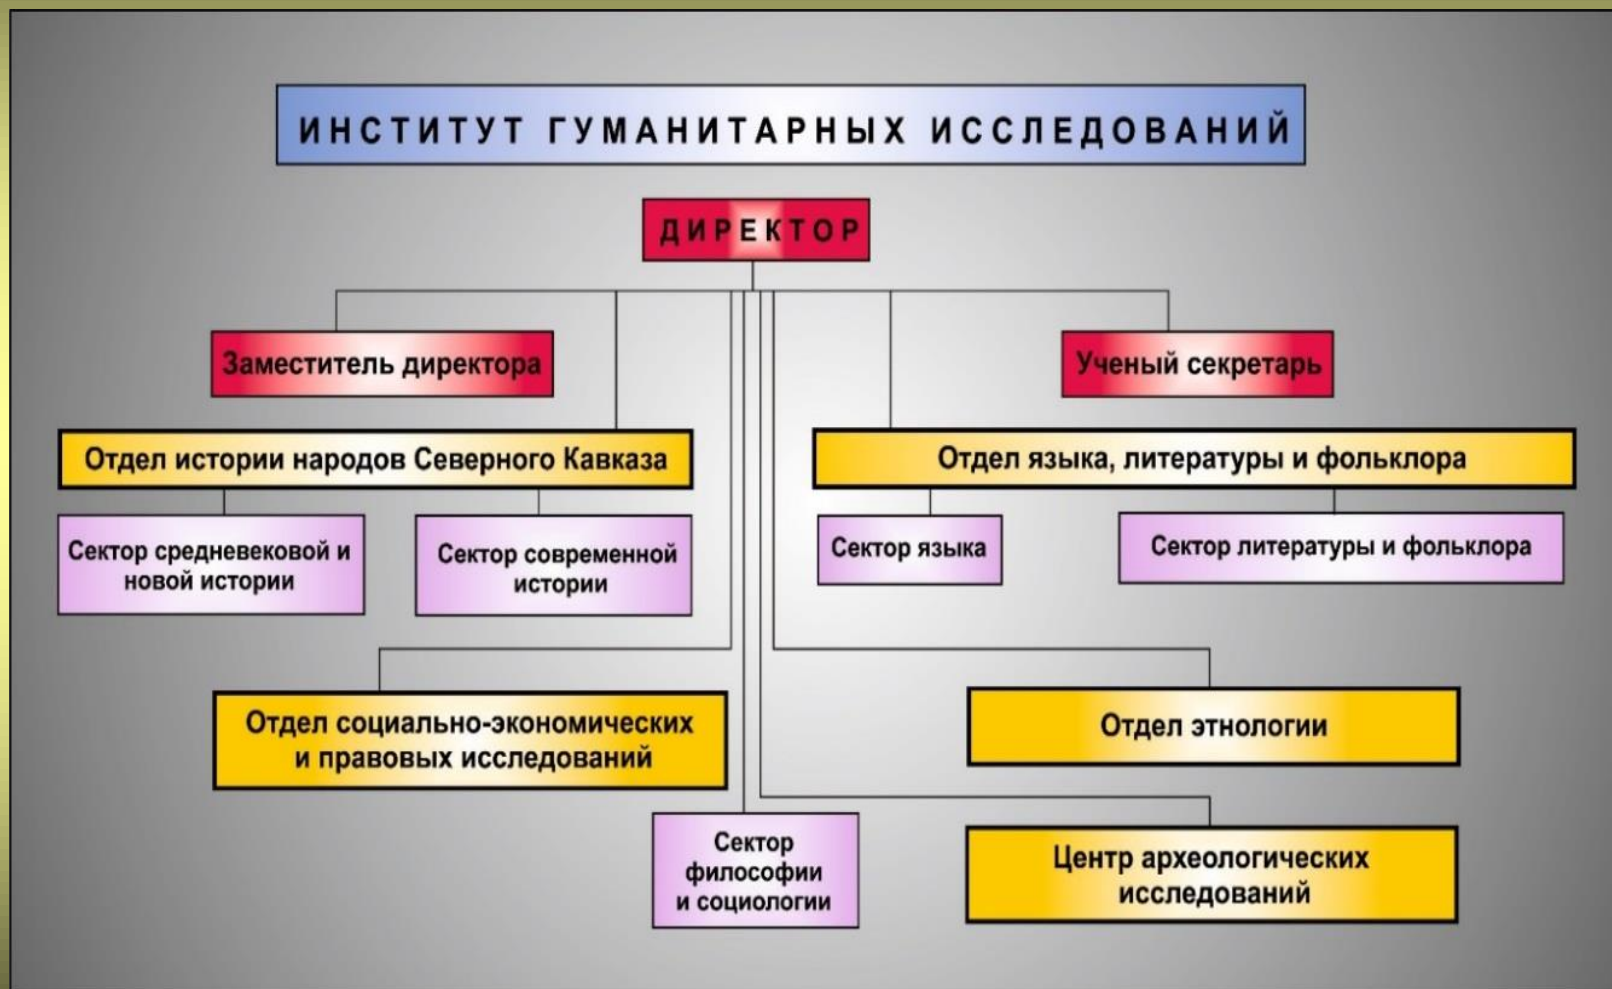 ИНСТИТУТ ГУМАНИТАРНЫХ ИССЛЕДОВАНИЙ
ДИРЕКТОР
Заместитель директора
Ученый секретарь
Отдел истории народов Северного Кавказа
Отдел языка, литературы и фольклора
Сектор средневековой и
новой истории
Сектор современной
истории
Сектор языка
Сектор литературы и фольклора
Отдел социально-экономических
и правовых исследований
Отдел этнологии
Сектор
философии
и социологии
Центр археологических
исследований